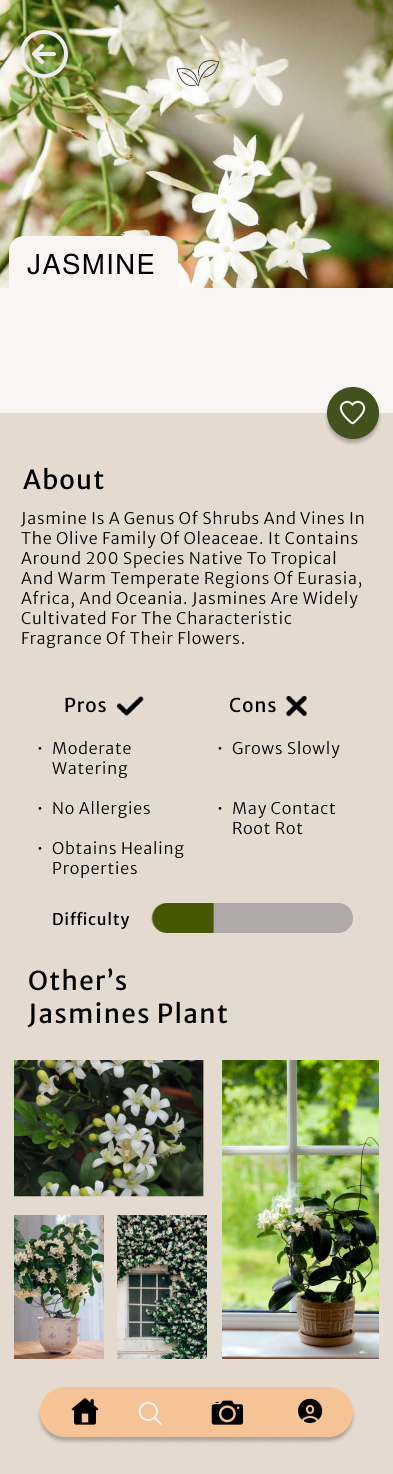 JASMINE
About
Jasmine Is A Genus Of Shrubs And Vines In
The Olive Family Of Oleaceae. It Contains
Around 200 Species Native To Tropical
And Warm Temperate Regions Of Eurasia,
Africa, And Oceania. Jasmines Are Widely
Cultivated For The Characteristic
Fragrance Of Their Flowers.
Pros
• Moderate
Watering
• No Allergies
• Obtains Healing
Properties
Cons
• Grows Slowly
• May Contact
Root Rot
Difficulty
Other's
Jasmines Plant